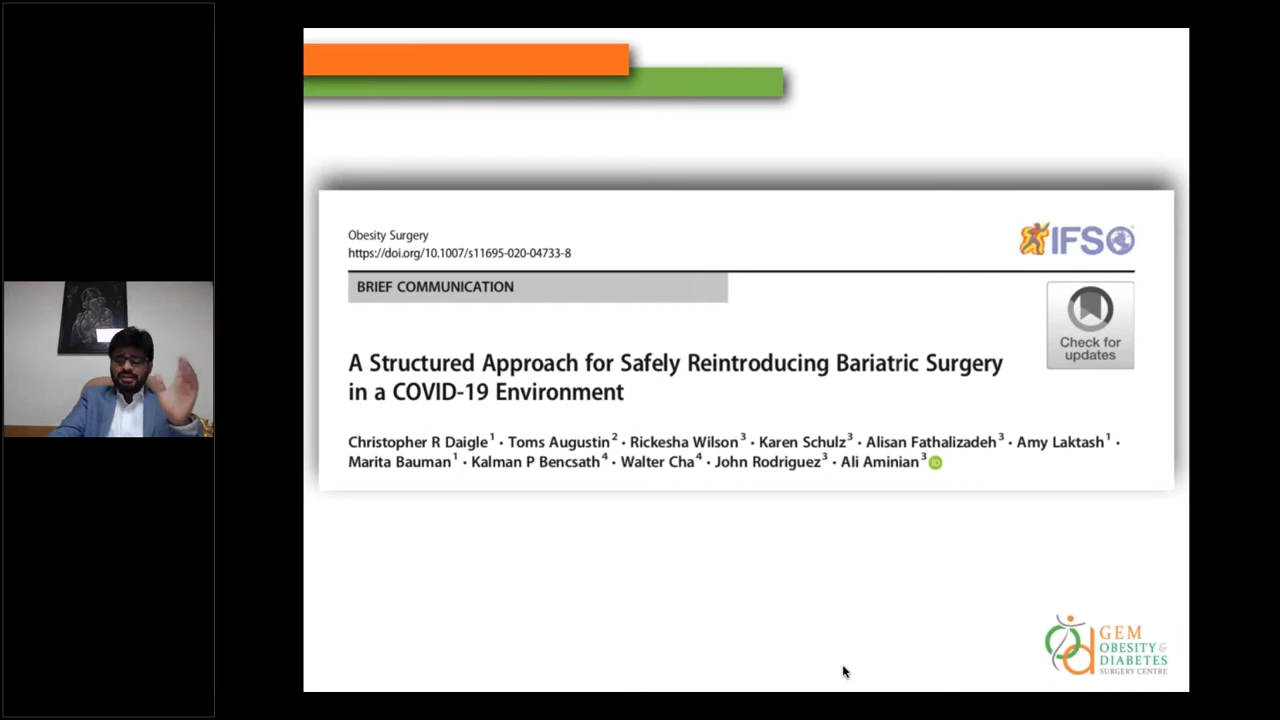 Obesity Surgery
https://doi.org/10.1007/s11695-020-04733-8
IFSO
BRIEF COMMUNICATION
Check for
updates
A Structured Approach for Safely Reintroducing Bariatric Surgery
in a COVID-19 Environment
Christopher R Daigle¹ · Toms Augustin² · Rickesha Wilson³ · Karen Schulz³ · Alisan Fathalizadeh³ · Amy Laktash¹ ·
Marita Bauman¹ · Kalman P Bencsath⁴ · Walter Cha⁴ · John Rodriguez³ · Ali Aminian³ iD
GEM
OBESITY &
DIABETES
SURGERY CENTRE